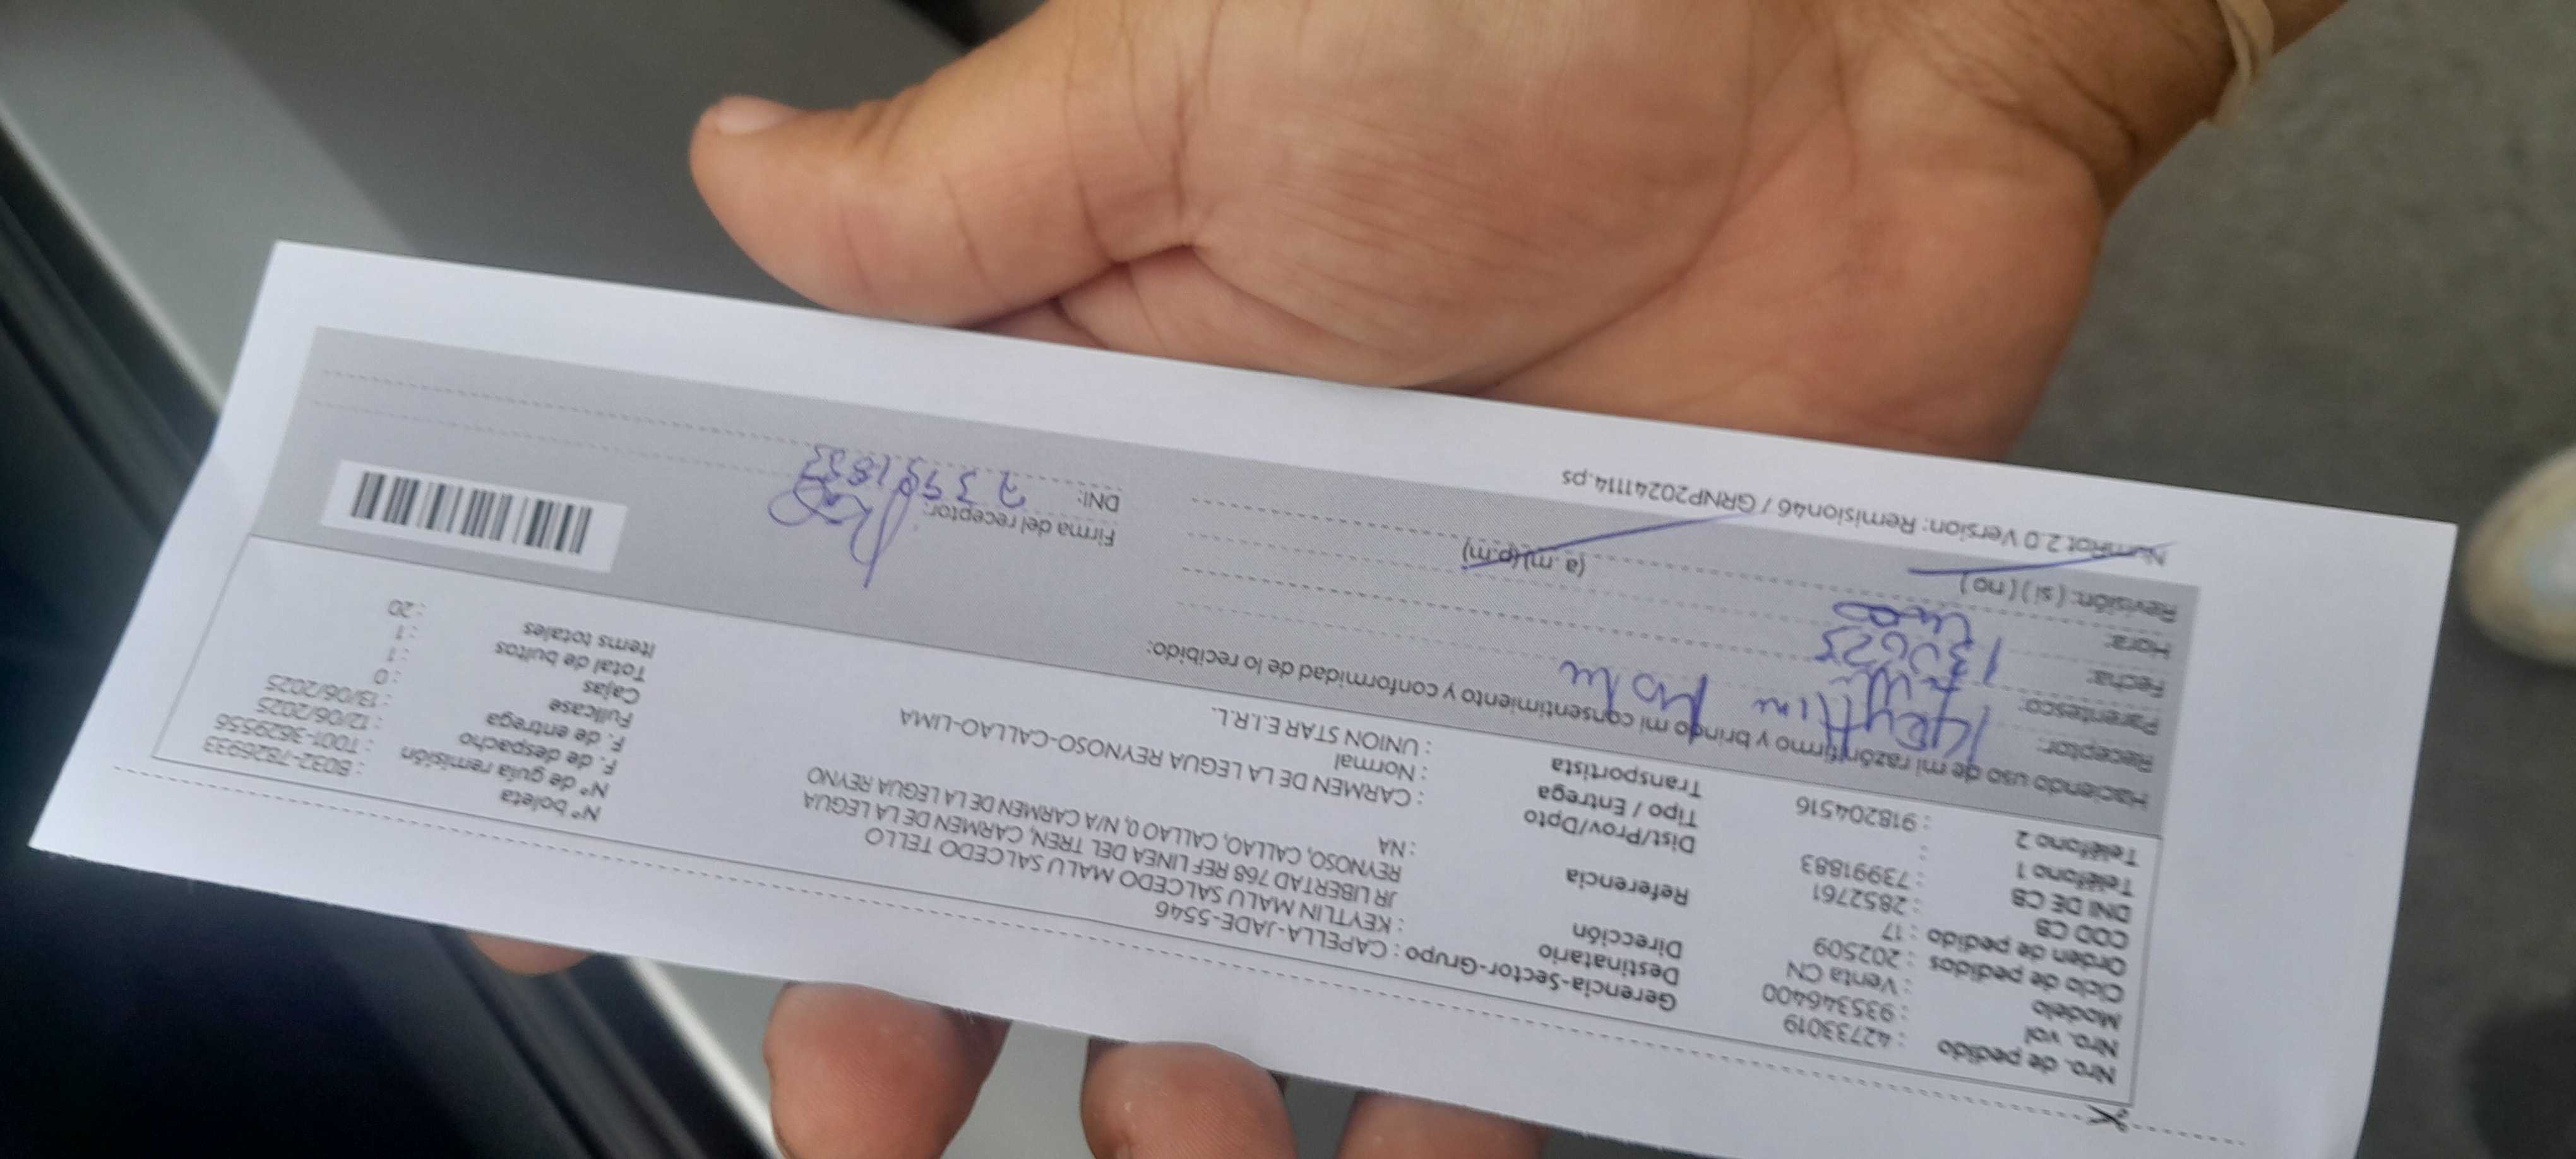 Nro. de pedido : 42733019
Nro. vol : 935346400
Modelo : Venta CN
Ciclo de pedidos : 202509
Orden de pedido : 17
COD CB : 2852761
DNI DE CB : 73991883
Teléfono 1 :
Teléfono 2 : 918204516
Gerencia-Sector-Grupo : CAPELLA-JADE-5546
Destinatario : KEYTLIN MALU SALCEDO MALU SALCEDO TELLO
Dirección JR LIBERTAD 768 REF LINEA DEL TREN, CARMEN DE LA LEGUA
REYNOSO, CALLAO, CALLAO 0, N/A CARMEN DE LA LEGUA REYNO
Referencia : NA
Dist/Prov/Dpto : CARMEN DE LA LEGUA REYNOSO-CALLAO-LIMA
Tipo / Entrega : Normal
Transportista : UNION STAR E.I.R.L.
N° boleta : B032-7826933
N° de guía remisión : T001-3629556
F. de despacho : 12/06/2025
F. de entrega : 13/06/2025
Fullcase : 0
Cajas : 1
Total de bultos : 1
Items totales : 20
Haciendo uso de mi razón firmo y brindo mi consentimiento y conformidad de lo recibido:
Receptor: Malu
Parentesco:
Fecha: 130625
Hora: (a.m) (p.m)
Revisión: ( si ) ( no )
Firma del receptor:
DNI:
NumRot 2.0 Version: Remision46 / GRNP20241114.ps